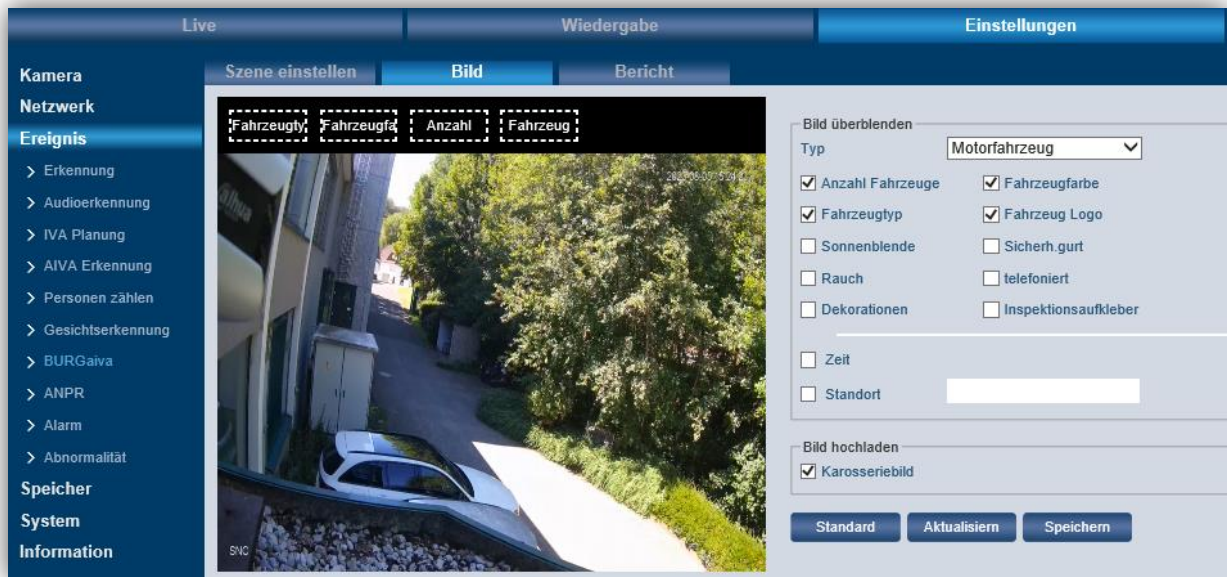 Live Wiedergabe Einstellungen
Szene einstellen Bild Bericht
Kamera
Netzwerk
Ereignis
Erkennung
Audioerkennung
IVA Planung
AIVA Erkennung
Personen zählen
Gesichtserkennung
BURGaiva
ANPR
Alarm
Abnormalität
Speicher
System
Information
Fahrzeugty Fahrzeugfa Anzahl Fahrzeug
alhua
SNC
Bild überblenden
Typ Motorfahrzeug
Anzahl Fahrzeuge Fahrzeugfarbe
Fahrzeugtyp Fahrzeug Logo
Sonnenblende Sicherh.gurt
Rauch telefoniert
Dekorationen Inspektionsaufkleber
Zeit
Standort
Bild hochladen
Karosseriebild
Standard Aktualisiern Speichern